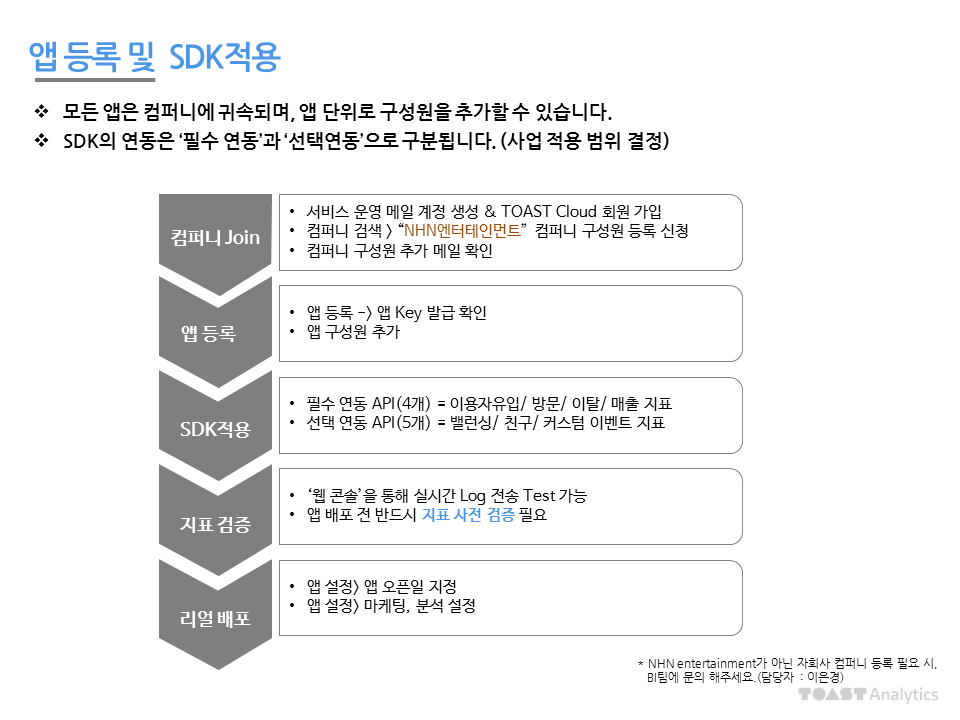 앱 등록 및 SDK적용
❖ 모든 앱은 컴퍼니에 귀속되며, 앱 단위로 구성원을 추가할 수 있습니다.
❖ SDK의 연동은 ‘필수 연동’과 ‘선택연동’으로 구분됩니다. (사업 적용 범위 결정)
컴퍼니 Join
• 서비스 운영 메일 계정 생성 & TOAST Cloud 회원 가입
• 컴퍼니 검색 > “NHN엔터테인먼트” 컴퍼니 구성원 등록 신청
• 컴퍼니 구성원 추가 메일 확인
앱 등록
• 앱 등록 -> 앱 Key 발급 확인
• 앱 구성원 추가
SDK적용
• 필수 연동 API(4개) = 이용자유입/ 방문/ 이탈/ 매출 지표
• 선택 연동 API(5개) = 밸런싱/ 친구/ 커스텀 이벤트 지표
지표 검증
• ‘웹 콘솔’을 통해 실시간 Log 전송 Test 가능
• 앱 배포 전 반드시 지표 사전 검증 필요
리얼 배포
• 앱 설정> 앱 오픈일 지정
• 앱 설정> 마케팅, 분석 설정
* NHN entertainment가 아닌 자회사 컴퍼니 등록 필요 시,
BI팀에 문의 해주세요.(담당자 : 이은경)
TOAST Analytics